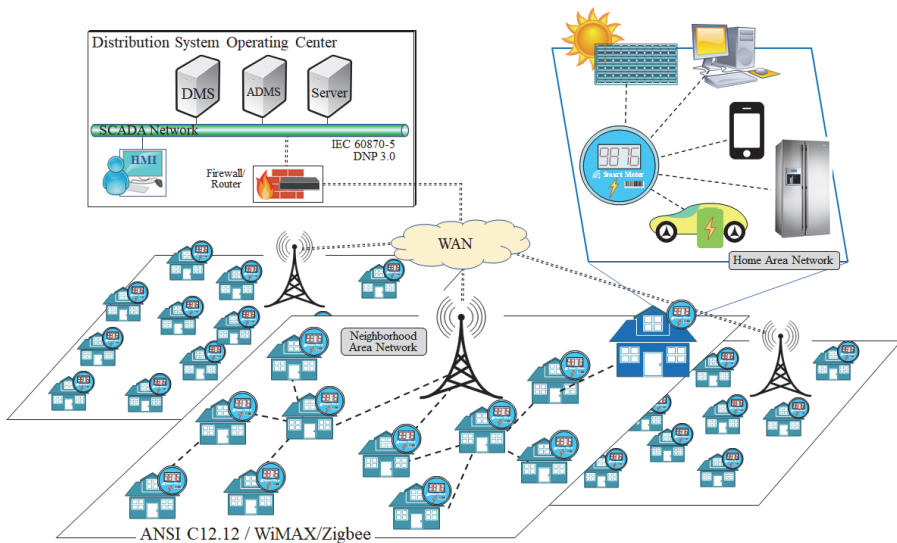 Distribution System Operating Center
DMS
ADMS
Server
SCADA Network
IEC 60870-5
DNP 3.0
HMI
Firewall/
Router
9876
Smart Meter
Home Area Network
WAN
Neighborhood
Area Network
ANSI C12.12 / WiMAX/Zigbee